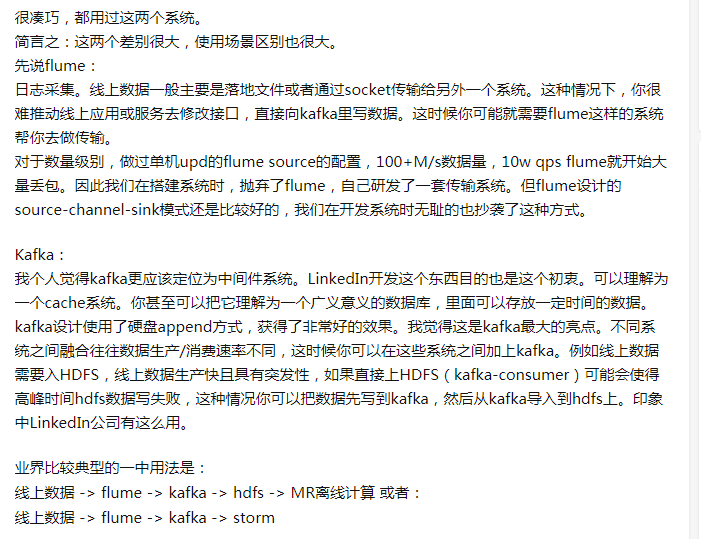 很凑巧，都用过这两个系统。
简言之：这两个差别很大，使用场景区别也很大。
先说flume：
日志采集。线上数据一般主要是落地文件或者通过socket传输给另外一个系统。这种情况下，你很
难推动线上应用或服务去修改接口，直接向kafka里写数据。这时候你可能就需要flume这样的系统
帮你去做传输。
对于数量级别，做过单机upd的flume source的配置，100+M/s数据量，10w qps flume就开始大
量丢包。因此我们在搭建系统时，抛弃了flume，自己研发了一套传输系统。但flume设计的
source-channel-sink模式还是比较好的，我们在开发系统时无耻的也抄袭了这种方式。
Kafka：
我个人觉得kafka更应该定位为中间件系统。LinkedIn开发这个东西目的也是这个初衷。可以理解为
一个cache系统。你甚至可以把它理解为一个广义意义的数据库，里面可以存放一定时间的数据。
kafka设计使用了硬盘append方式，获得了非常好的效果。我觉得这是kafka最大的亮点。不同系
统之间融合往往数据生产/消费速率不同，这时候你可以在这些系统之间加上kafka。例如线上数据
需要入HDFS，线上数据生产快且具有突发性，如果直接上HDFS（kafka-consumer）可能会使得
高峰时间hdfs数据写失败，这种情况你可以把数据先写到kafka，然后从kafka导入到hdfs上。印象
中LinkedIn公司有这么用。
业界比较典型的一中用法是：
线上数据 -> flume -> kafka -> hdfs -> MR离线计算 或者：
线上数据 -> flume -> kafka -> storm